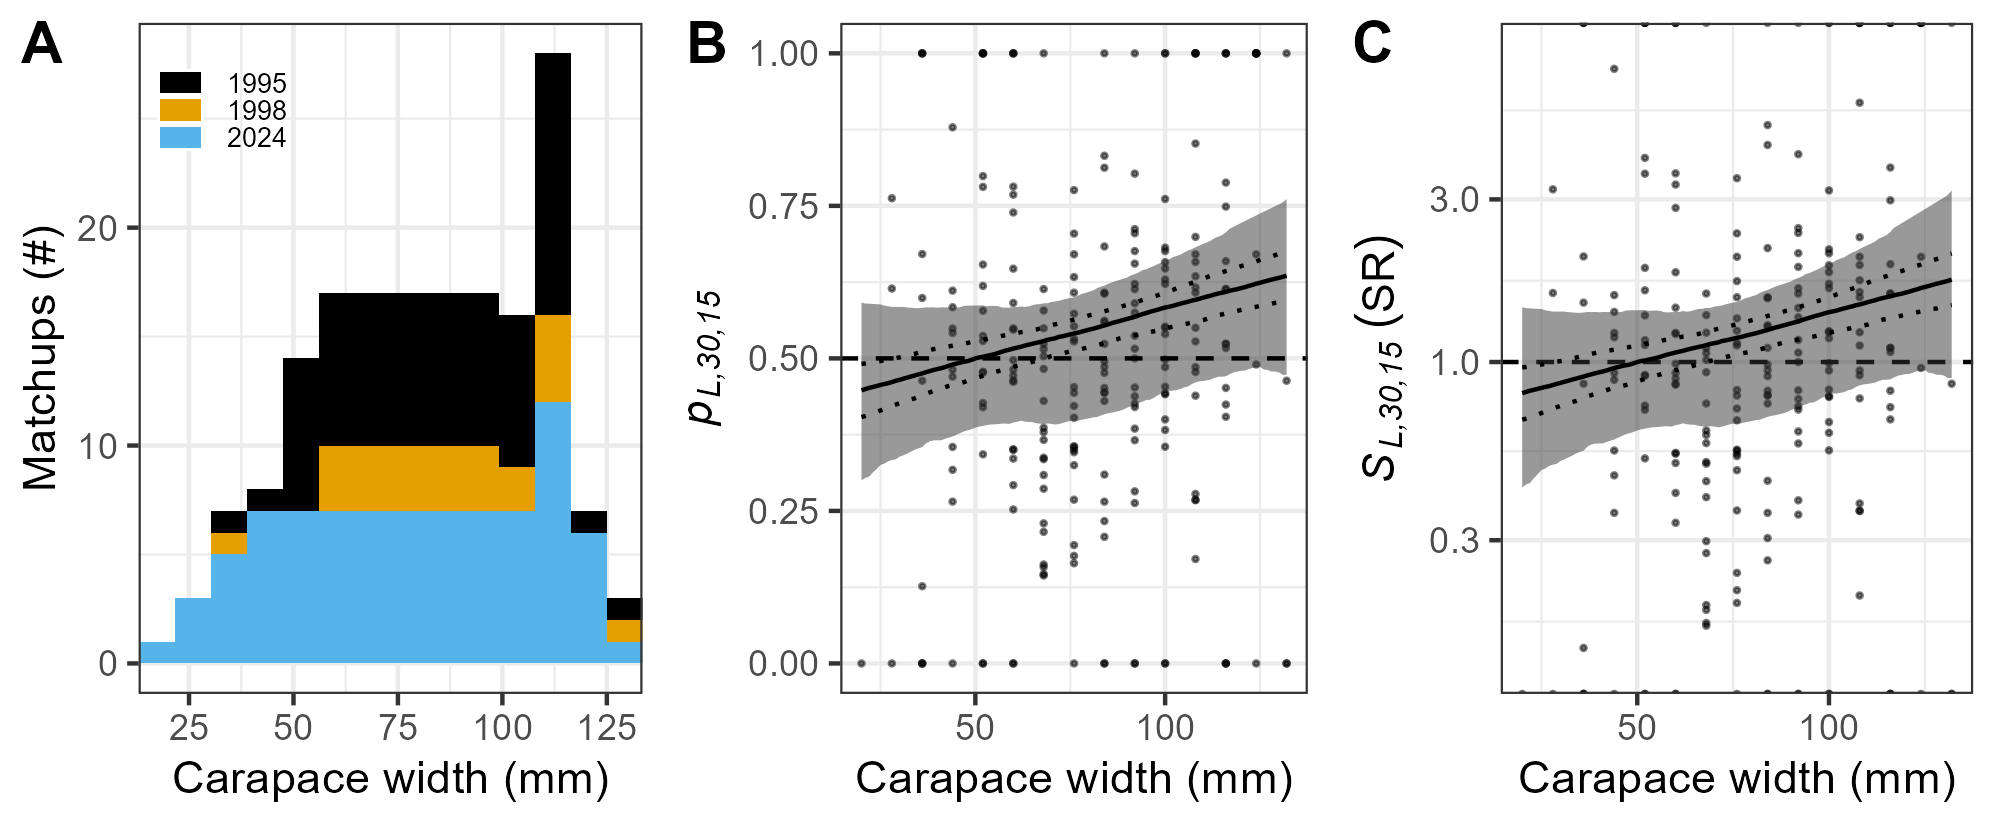 A
1995
1998
2024
Matchups (#)
20
10
0
25 50 75 100 125
Carapace width (mm)
B
pL,30,15
1.00
0.75
0.50
0.25
0.00
50 100
Carapace width (mm)
C
SL,30,15 (SR)
3.0
1.0
0.3
50 100
Carapace width (mm)